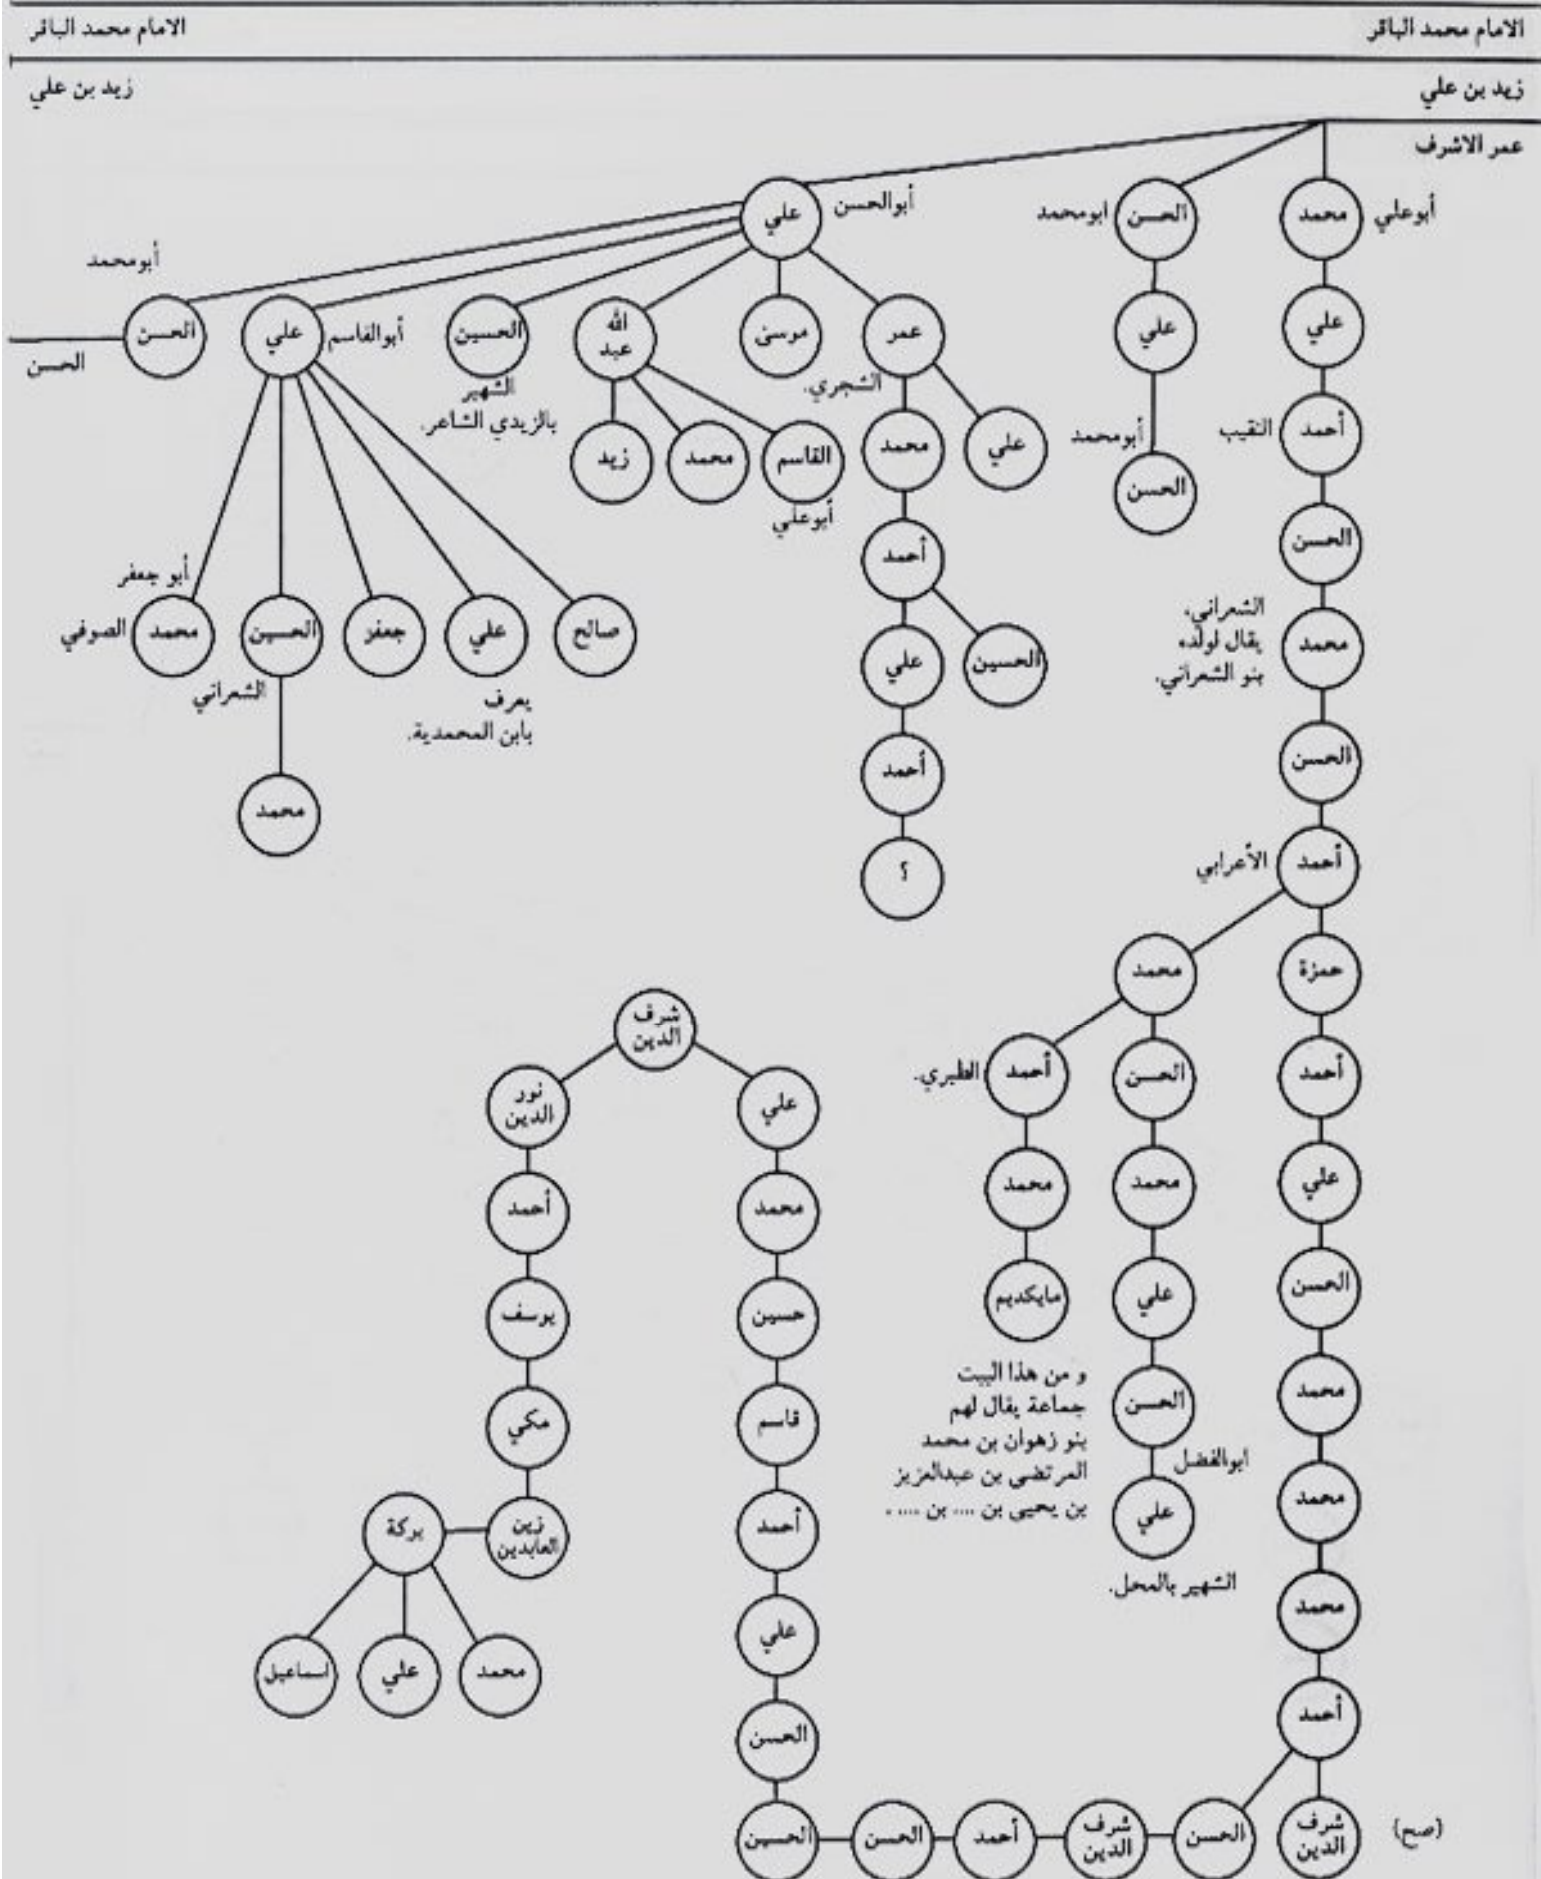 الامام محمد الباقر
الامام محمد الباقر
زيد بن علي
زيد بن علي
عمر الاشرف
أبوعلي
محمد
الحسن
ابومحمد
أبوالحسن
علي
أبومحمد
علي
علي
عمر
الشجري.
موسى
الله
عبد
الحسين
الشهير
بالزيدي الشاعر.
أبوالقاسم
علي
الحسن
الحسن
أحمد
النقيب
أبومحمد
الحسن
علي
محمد
القاسم
أبوعلي
محمد
زيد
الحسن
أحمد
الشعراني،
يقال لولده
بنو الشعراني.
محمد
الحسين
علي
صالح
علي
يعرف
بابن المحمدية.
جعفر
الحسين
الشعراني
أبو جعفر
محمد
الصوفي
الحسن
أحمد
محمد
أحمد
الأعرابي
؟
حمزة
محمد
شرف
الدين
أحمد
الحسن
أحمد
الطبري.
علي
نور
الدين
علي
محمد
محمد
محمد
أحمد
الحسن
علي
مايكديم
حسين
يوسف
محمد
الحسن
و من هذا البيت
جماعة يقال لهم
بنو زهوان بن محمد
المرتضى بن عبدالعزيز
بن يحيى بن .... بن .... .
قاسم
مكي
محمد
ابوالفضل
علي
الشهير بالمحل.
أحمد
زين
العابدين
بركة
محمد
علي
محمد
علي
اسماعيل
أحمد
الحسن
(صح)
شرف
الدين
الحسن
شرف
الدين
أحمد
الحسن
الحسين